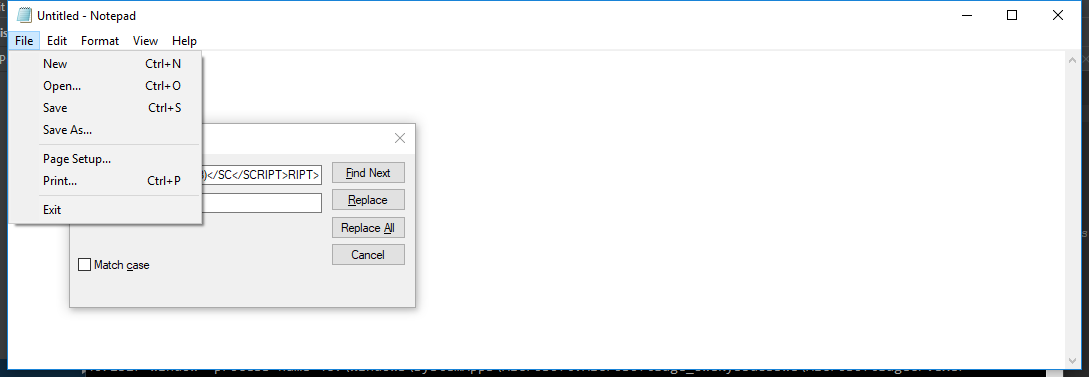 Untitled - Notepad
File Edit Format View Help
New Ctrl+N
Open... Ctrl+O
Save Ctrl+S
Save As...
Page Setup...
Print... Ctrl+P
Exit
)</SC</SCRIPT>RIPT>
Find Next
Replace
Replace All
Cancel
Match case